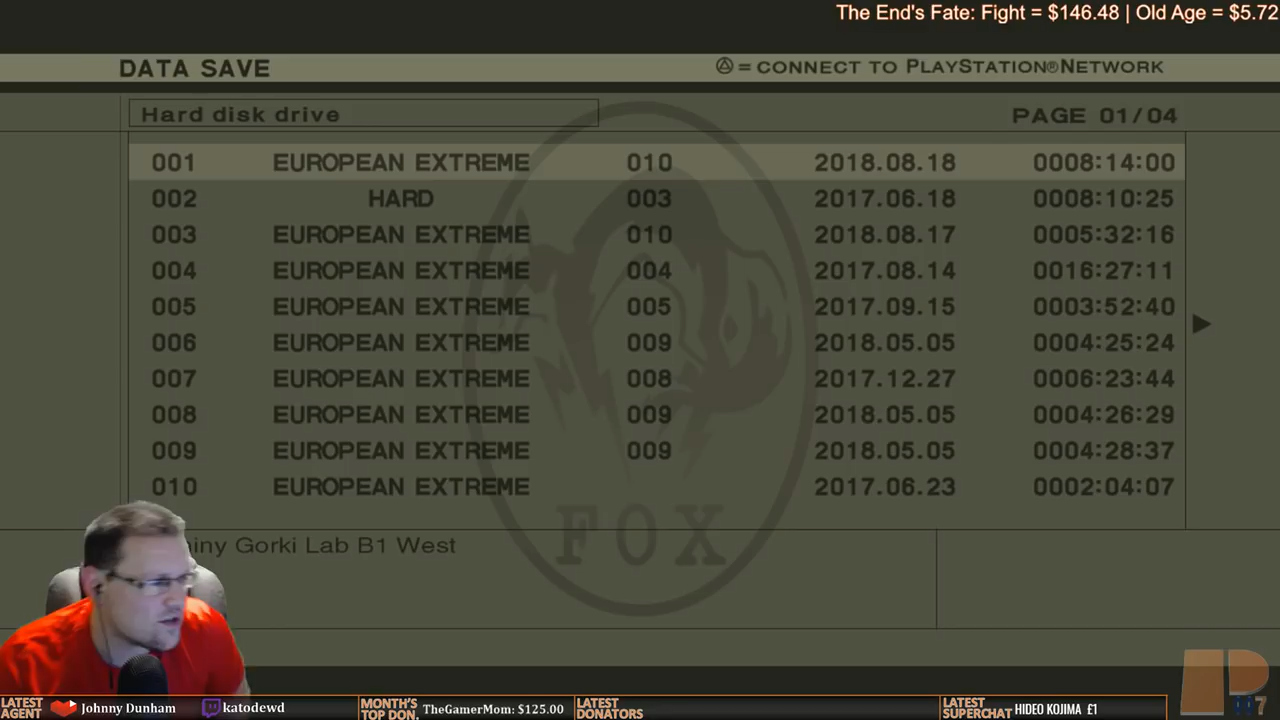 The End's Fate: Fight = $146.48 | Old Age = $5.72
DATA SAVE
Ⓐ = CONNECT TO PLAYSTATION®NETWORK
Hard disk drive
PAGE 01/04
001 EUROPEAN EXTREME 010 2018.08.18 0008:14:00
002 HARD 003 2017.06.18 0008:10:25
003 EUROPEAN EXTREME 010 2018.08.17 0005:32:16
004 EUROPEAN EXTREME 004 2017.08.14 0016:27:11
005 EUROPEAN EXTREME 005 2017.09.15 0003:52:40
006 EUROPEAN EXTREME 009 2018.05.05 0004:25:24
007 EUROPEAN EXTREME 008 2017.12.27 0006:23:44
008 EUROPEAN EXTREME 009 2018.05.05 0004:26:29
009 EUROPEAN EXTREME 009 2018.05.05 0004:28:37
010 EUROPEAN EXTREME 2017.06.23 0002:04:07
FOX
Gorki Lab B1 West
LATEST AGENT Johnny Dunham katodewd
MONTH'S TOP DON. TheGamerMom: $125.00
LATEST DONATORS
LATEST SUPERCHAT HIDEO KOJIMA £1